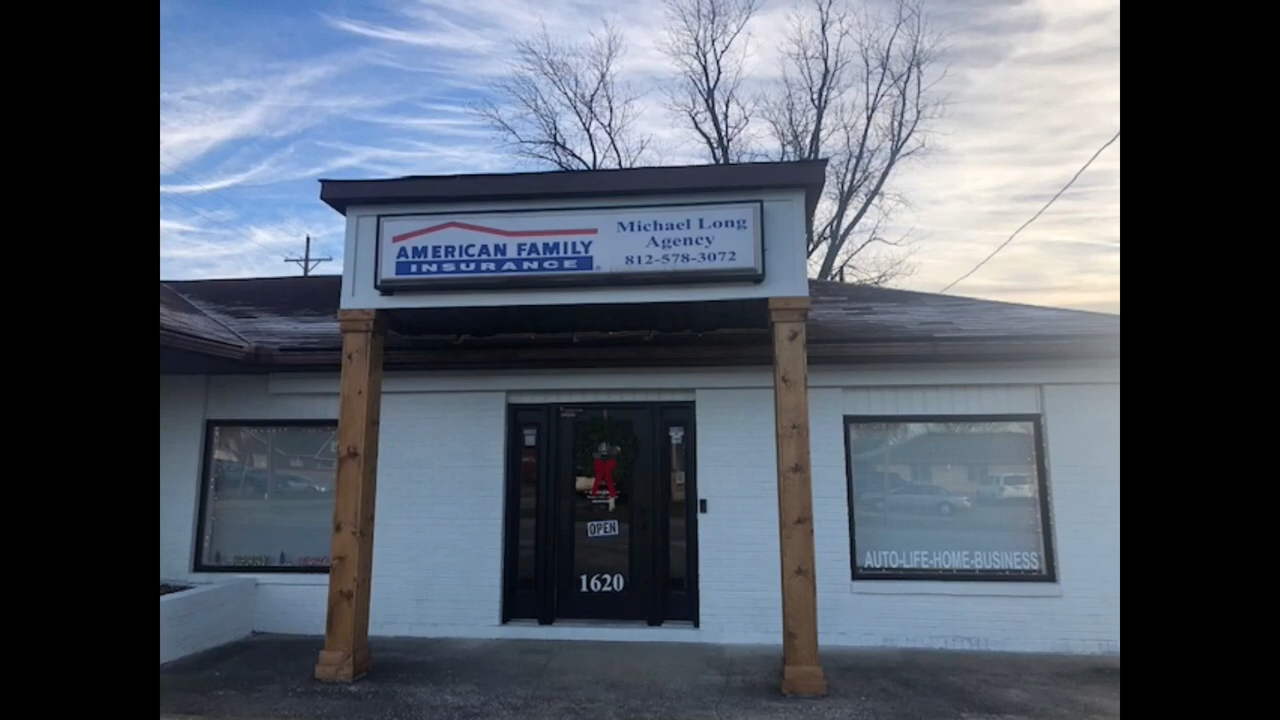 AMERICAN FAMILY
INSURANCE
Michael Long
Agency
812-578-3072
OPEN
1620
AUTO-LIFE-HOME-BUSINESS